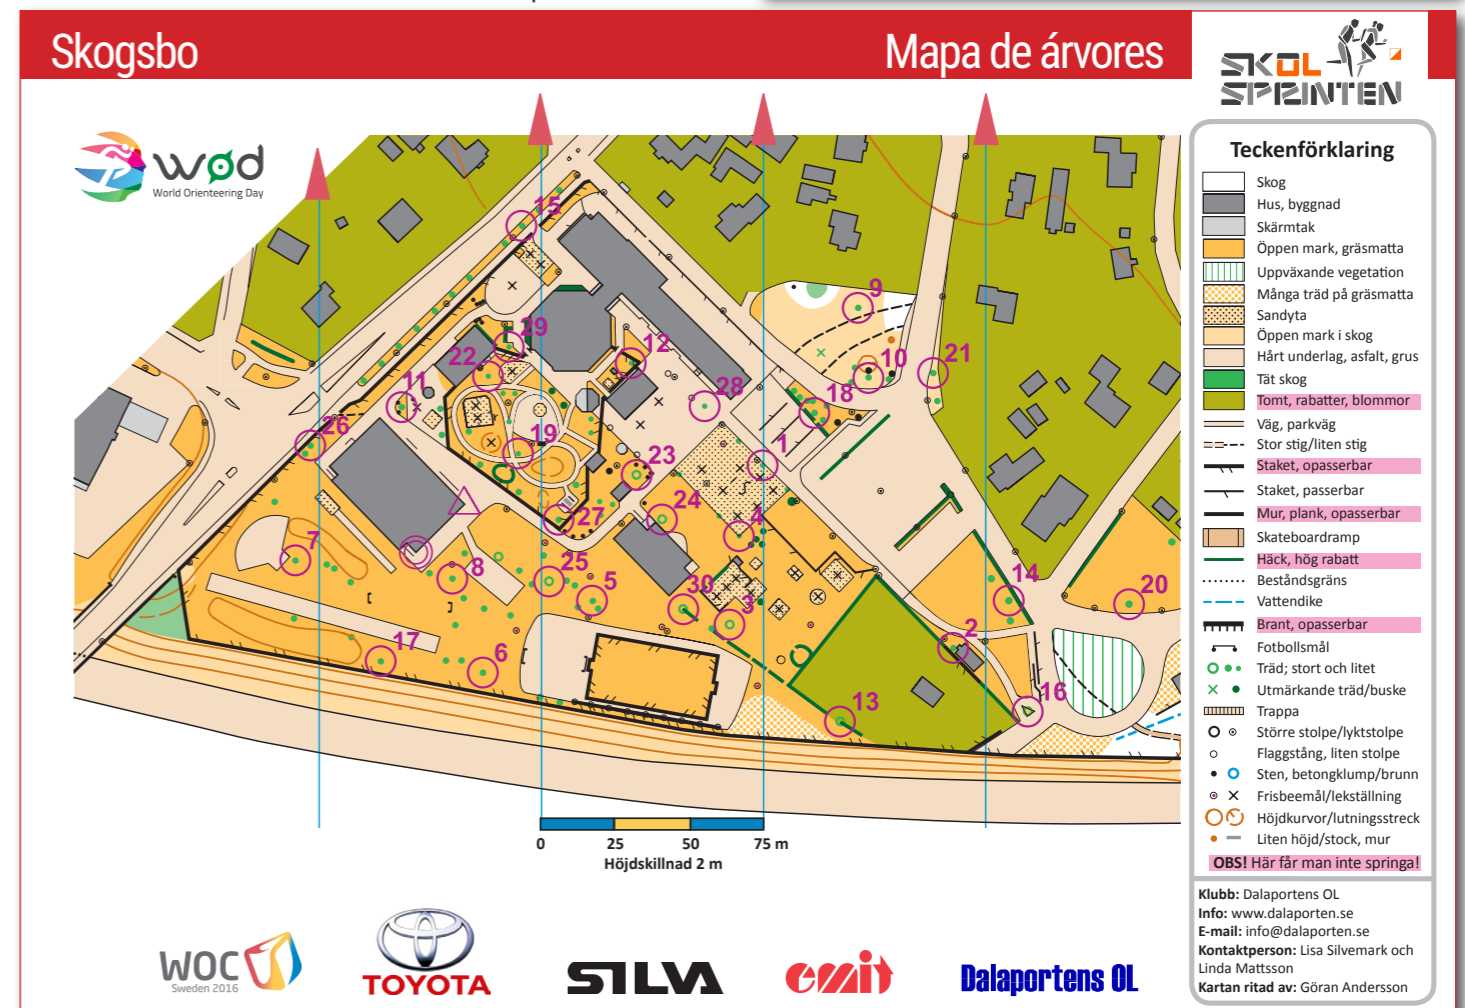 Skogsbo
Mapa de árvores
SKOL
SPRINTEN
wod
World Orienteering Day
15
9
29
12
22
10
21
11
28
18
26
19
1
23
24
27
4
7
8
25
5
30
3
14
20
2
17
6
13
16
0 25 50 75 m
Höjdskillnad 2 m
Teckenförklaring
Skog
Hus, byggnad
Skärmtak
Öppen mark, gräsmatta
Uppväxande vegetation
Många träd på gräsmatta
Sandyta
Öppen mark i skog
Hårt underlag, asfalt, grus
Tät skog
Tomt, rabatter, blommor
Väg, parkväg
Stor stig/liten stig
Staket, opasserbar
Staket, passerbar
Mur, plank, opasserbar
Skateboardramp
Häck, hög rabatt
Beståndsgräns
Vattendike
Brant, opasserbar
Fotbollsmål
Träd; stort och litet
Utmärkande träd/buske
Trappa
Större stolpe/lyktstolpe
Flaggstång, liten stolpe
Sten, betongklump/brunn
Frisbeemål/lekställning
Höjdkurvor/lutningsstreck
Liten höjd/stock, mur
OBS! Här får man inte springa!
Klubb: Dalaportens OL
Info: www.dalaporten.se
E-mail: info@dalaporten.se
Kontaktperson: Lisa Silvemark och
Linda Mattsson
Kartan ritad av: Göran Andersson
WOC
Sweden 2016
TOYOTA
SILVA
emit
Dalaportens OL